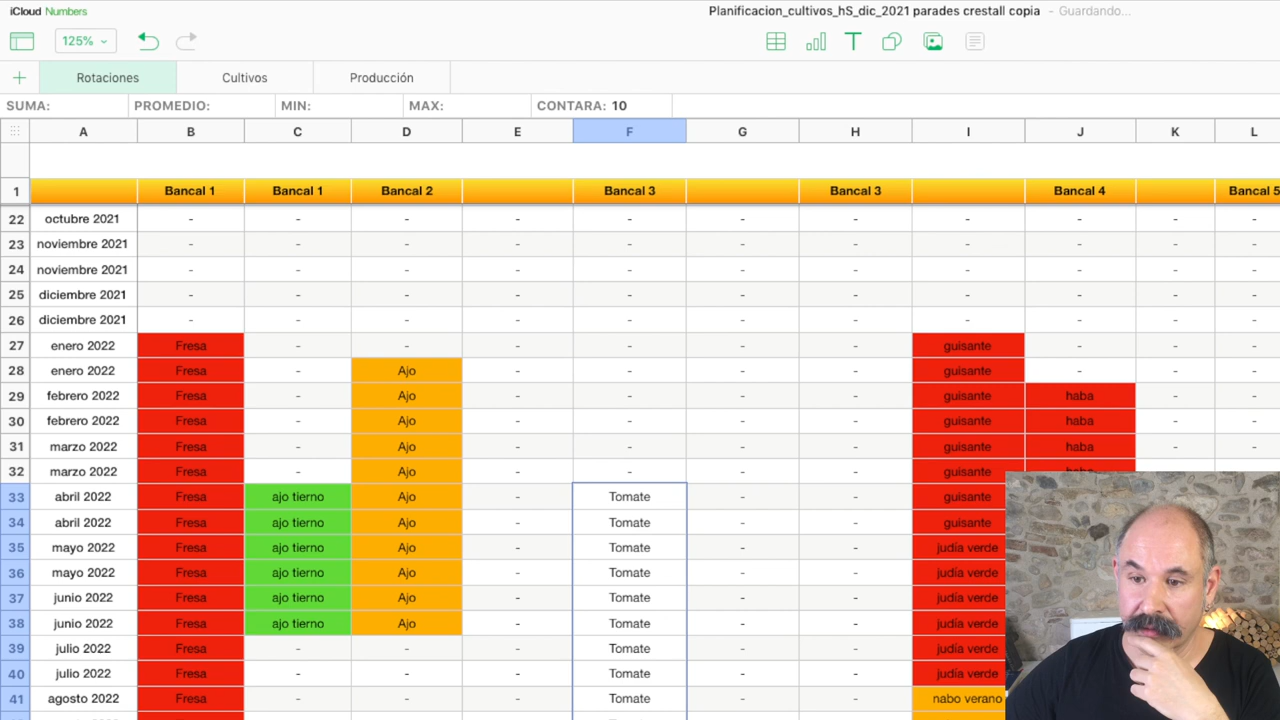 iCloud Numbers
Planificacion_cultivos_hS_dic_2021 parades crestall copia - Guardando...
125%
+ Rotaciones Cultivos Producción
SUMA: PROMEDIO: MIN: MAX: CONTARA: 10
A B C D E F G H I J K L
1 Bancal 1 Bancal 1 Bancal 2 Bancal 3 Bancal 3 Bancal 4 Bancal 5
22 octubre 2021 - - - - - - - - - - -
23 noviembre 2021 - - - - - - - - - - -
24 noviembre 2021 - - - - - - - - - - -
25 diciembre 2021 - - - - - - - - - - -
26 diciembre 2021 - - - - - - - - - - -
27 enero 2022 Fresa - - - - - - guisante - - -
28 enero 2022 Fresa - Ajo - - - - guisante - - -
29 febrero 2022 Fresa - Ajo - - - - guisante haba - -
30 febrero 2022 Fresa - Ajo - - - - guisante haba - -
31 marzo 2022 Fresa - Ajo - - - - guisante haba - -
32 marzo 2022 Fresa - Ajo - - - - guisante haba - -
33 abril 2022 Fresa ajo tierno Ajo - Tomate - - guisante
34 abril 2022 Fresa ajo tierno Ajo - Tomate - - guisante
35 mayo 2022 Fresa ajo tierno Ajo - Tomate - - judía verde
36 mayo 2022 Fresa ajo tierno Ajo - Tomate - - judía verde
37 junio 2022 Fresa ajo tierno Ajo - Tomate - - judía verde
38 junio 2022 Fresa ajo tierno Ajo - Tomate - - judía verde
39 julio 2022 Fresa - - - Tomate - - judía verde
40 julio 2022 Fresa - - - Tomate - - judía verde
41 agosto 2022 Fresa - - - Tomate - - nabo verano